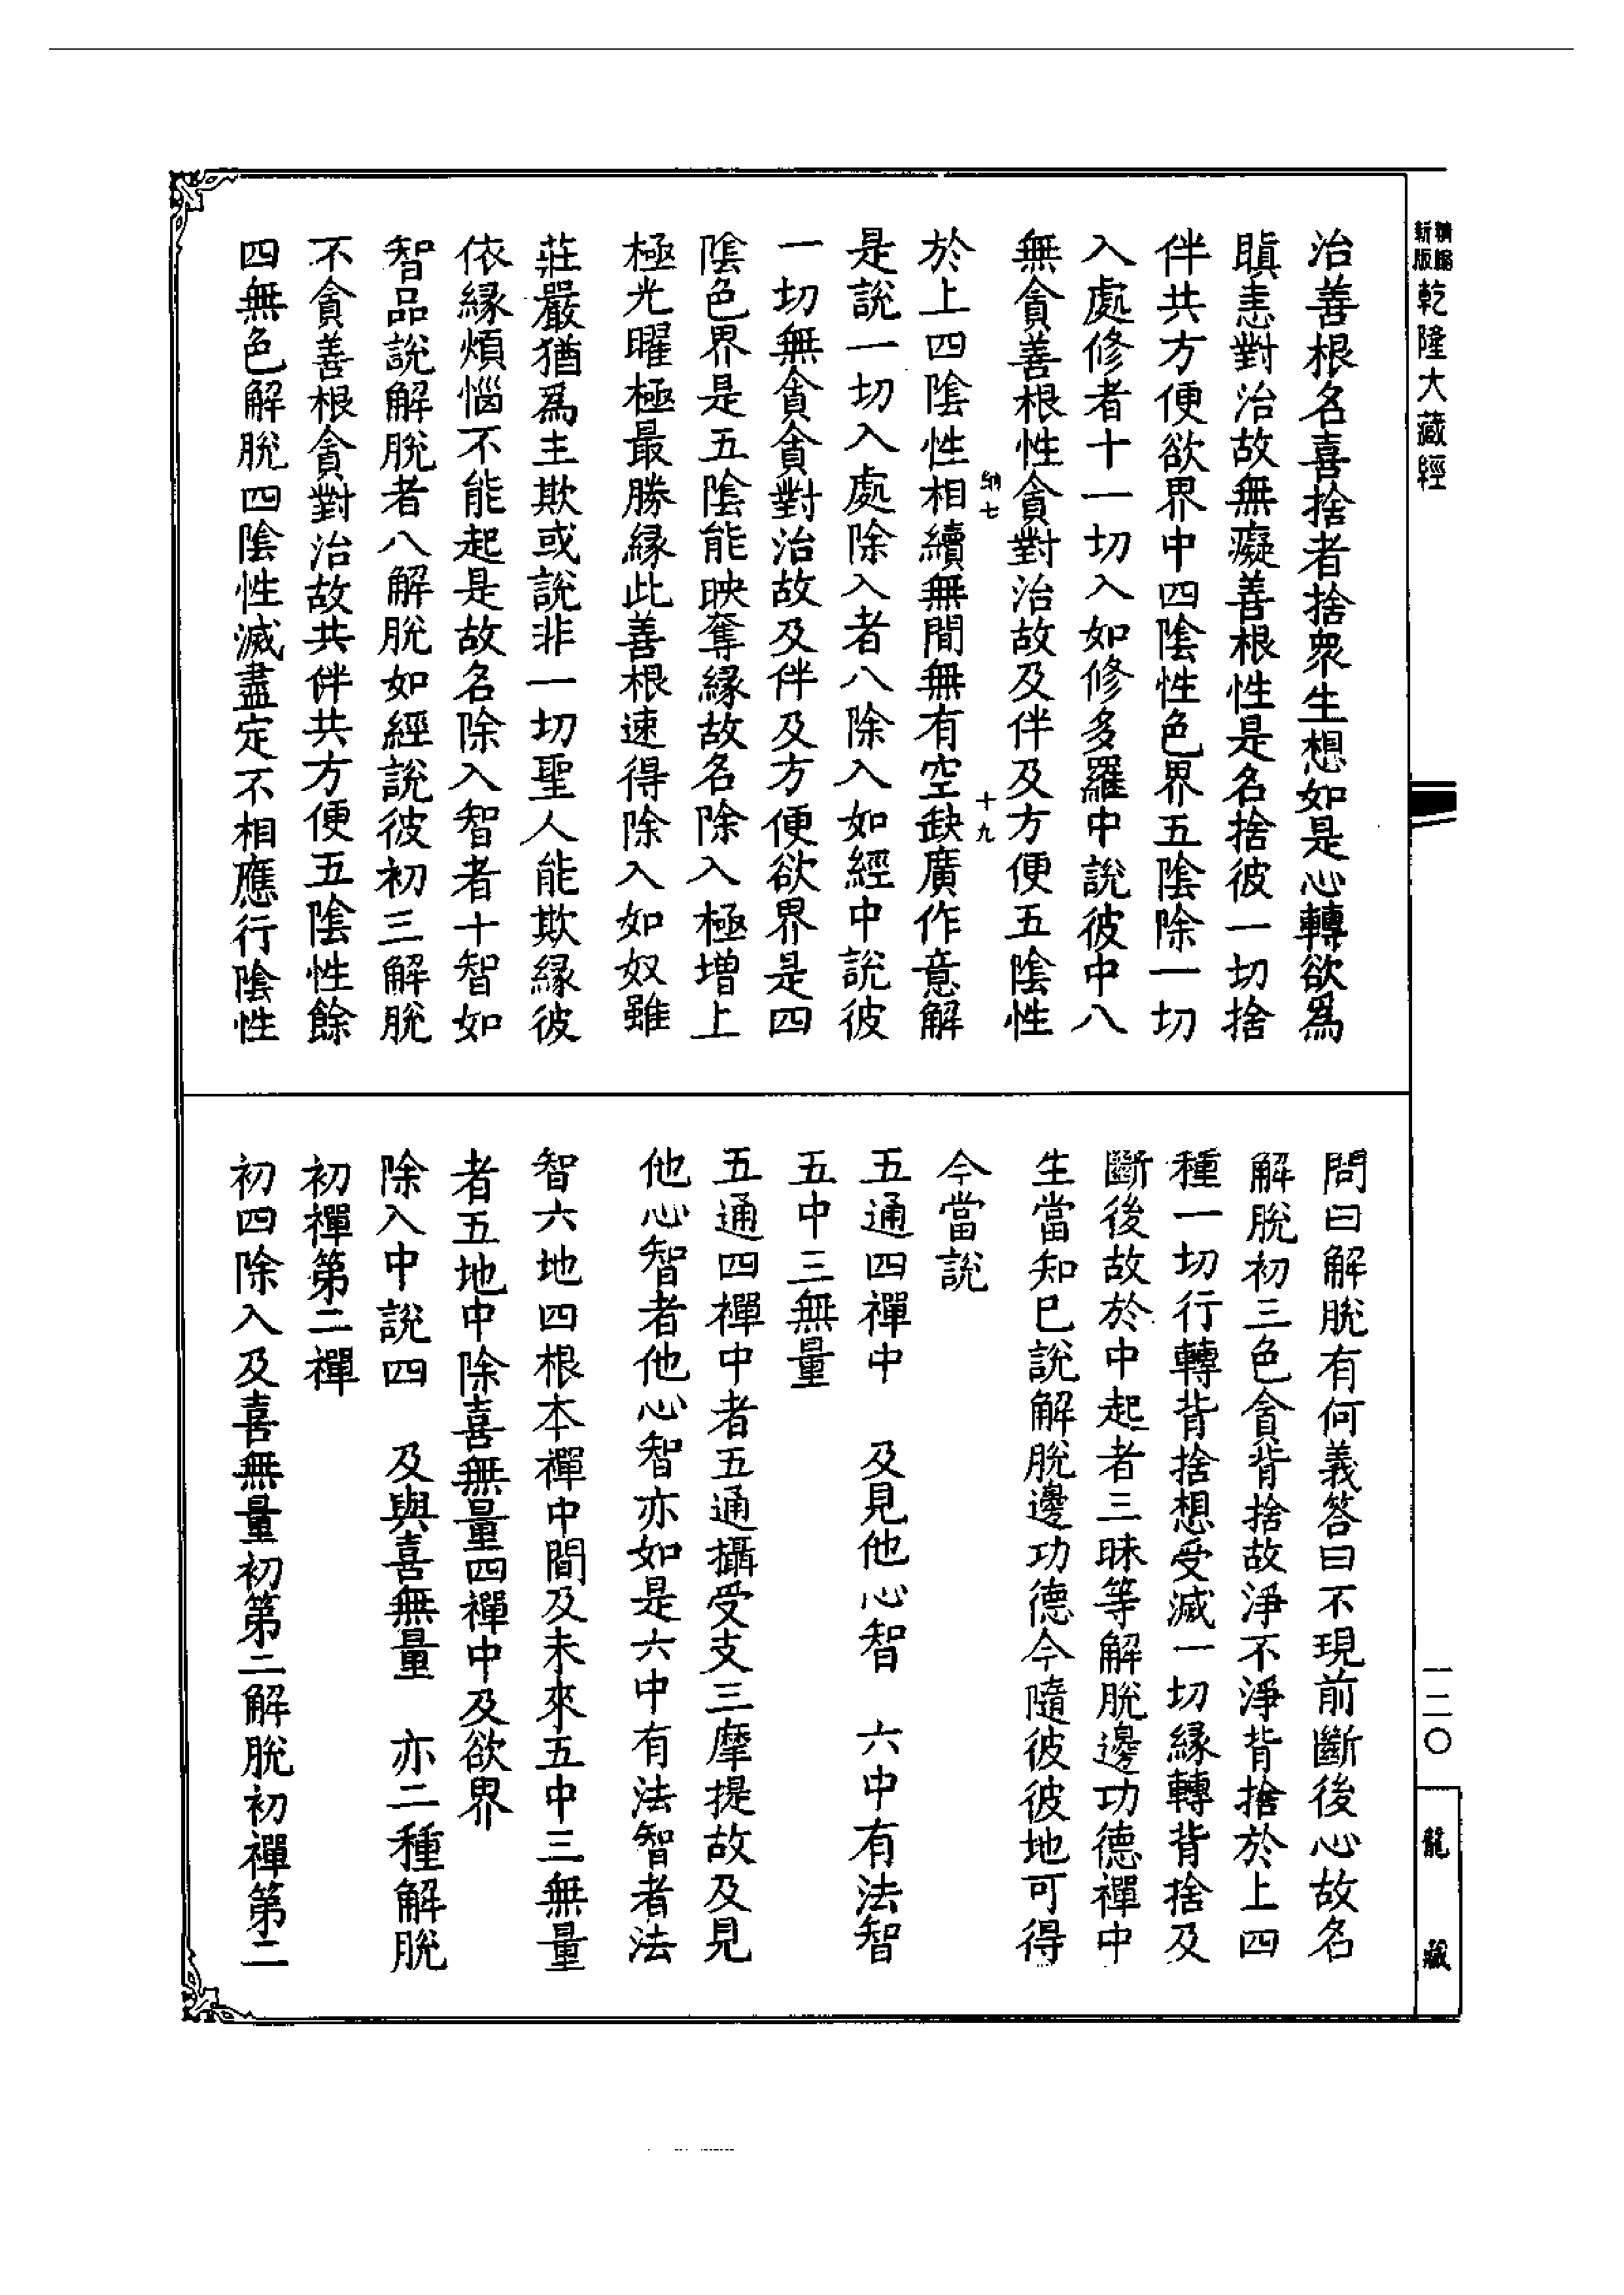 新版
精縮
乾隆大藏經
一二〇
龍藏
治善根名喜捨者捨衆生想如是心轉欲爲
瞋恚對治故無癡善根性是名捨彼一切捨
伴共方便欲界中四陰性色界五陰除一切
入處修者十一切入如修多羅中說彼中八
無貪善根性貪對治故及伴及方便五陰性
納七
十九
於上四陰性相續無間無有空缺廣作意解
是說一切入處除入者八除入如經中說彼
一切無貪貪對治故及伴及方便欲界是四
陰色界是五陰能映奪緣故名除入極增上
極光曜極最勝緣此善根速得除入如奴雖
莊嚴猶爲主欺或說非一切聖人能欺緣彼
依緣煩惱不能起是故名除入智者十智如
智品說解脫者八解脫如經說彼初三解脫
不貪善根貪對治故共伴共方便五陰性餘
四無色解脫四陰性滅盡定不相應行陰性
問曰解脫有何義答曰不現前斷後心故名
解脫初三色貪背捨故淨不淨背捨於上四
種一切行轉背捨想受滅一切緣轉背捨及
斷後故於中起者三昧等解脫邊功德禪中
生當知已說解脫邊功德今隨彼彼地可得
今當說
五通四禪中　及見他心智　六中有法智
五中三無量
五通四禪中者五通攝受支三摩提故及見
他心智者他心智亦如是六中有法智者法
智六地四根本禪中間及未來五中三無量
者五地中除喜無量四禪中及欲界
除入中說四　及與喜無量　亦二種解脫
初禪第二禪
初四除入及喜無量初第二解脫初禪第二